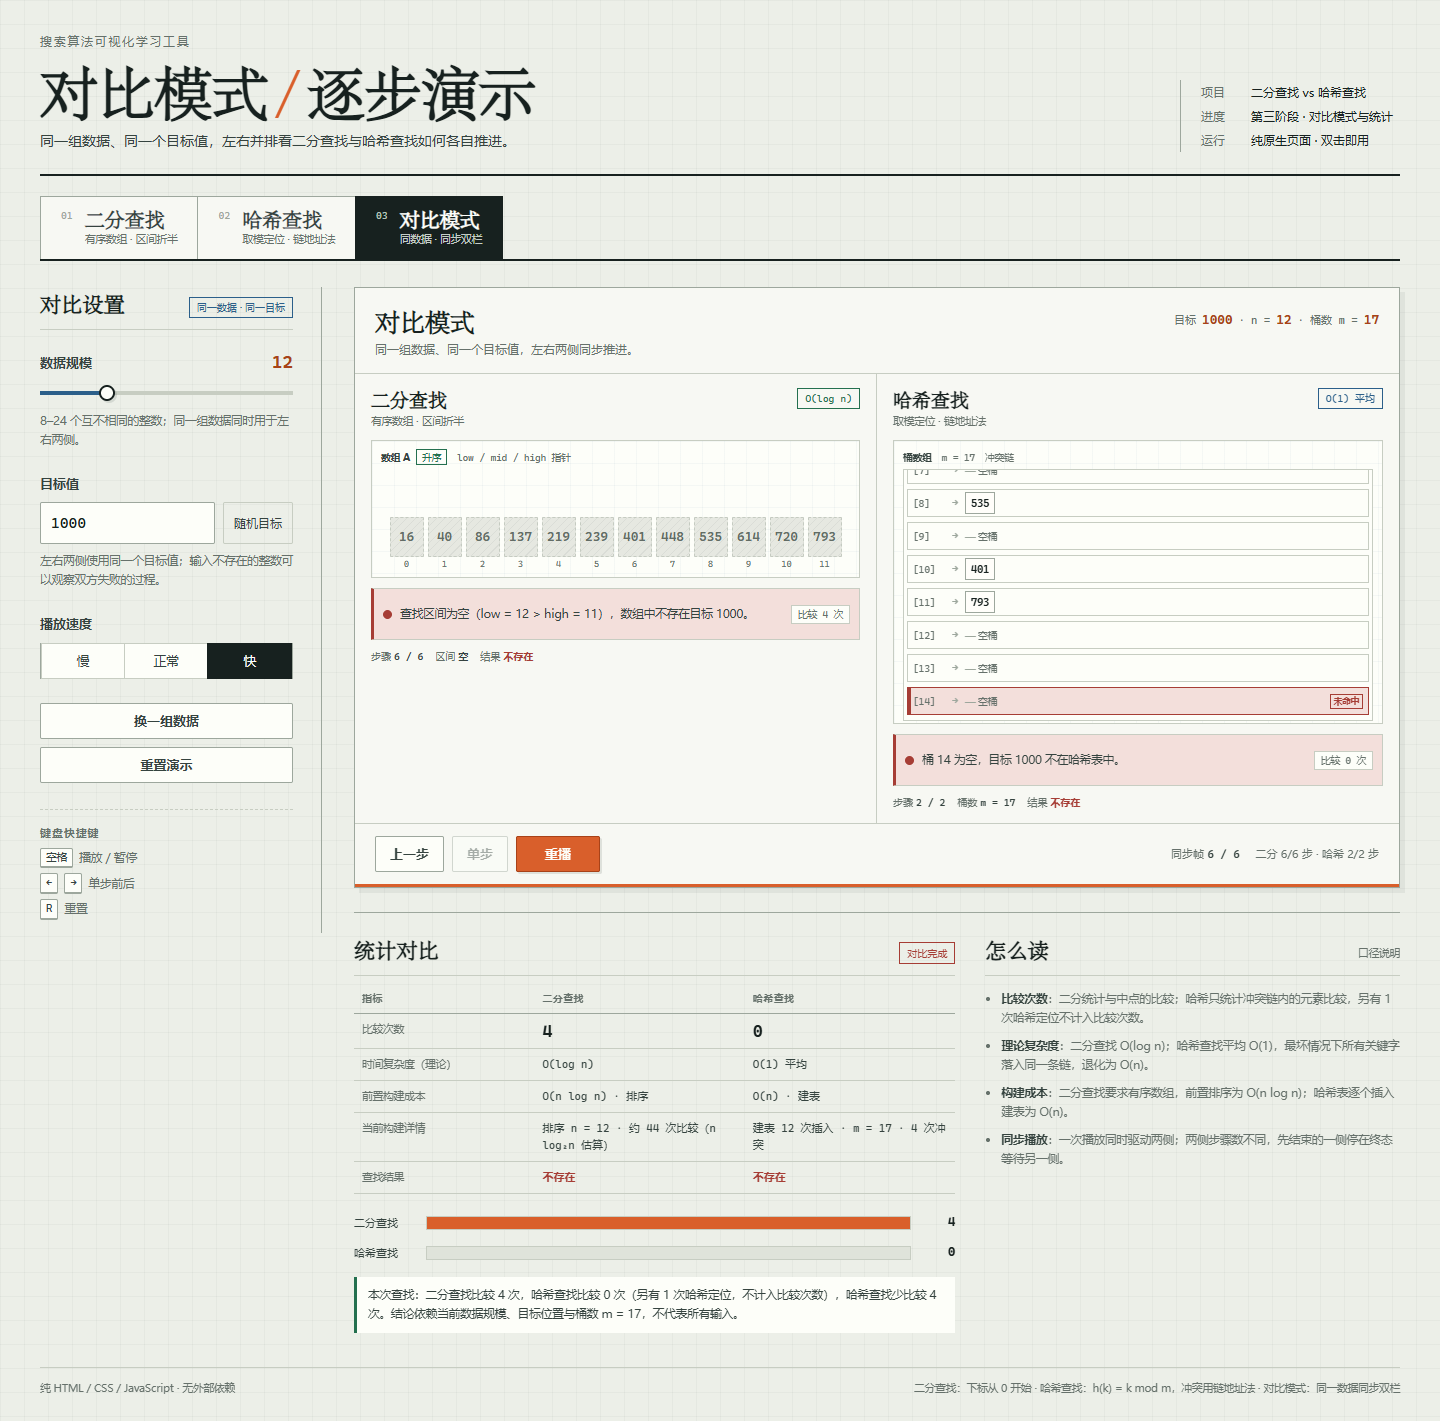 搜索算法可视化学习工具
对比模式 / 逐步演示
同一组数据、同一个目标值，左右并排看二分查找与哈希查找如何各自推进。
项目 二分查找 vs 哈希查找
进度 第三阶段 · 对比模式与统计
运行 纯原生页面 · 双击即用
01 二分查找
有序数组 · 区间折半
02 哈希查找
取模定位 · 链地址法
03 对比模式
同数据 · 同步双栏
对比设置 同一数据 · 同一目标
数据规模 12
8–24 个互不相同的整数；同一组数据同时用于左
右两侧。
目标值
1000 随机目标
左右两侧使用同一个目标值；输入不存在的整数可
以观察双方失败的过程。
播放速度
慢 正常 快
换一组数据
重置演示
键盘快捷键
空格 播放 / 暂停
← → 单步前后
R 重置
对比模式
同一组数据、同一个目标值，左右两侧同步推进。
目标 1000 · n = 12 · 桶数 m = 17
二分查找 O(log n)
有序数组 · 区间折半
数组 A 升序 low / mid / high 指针
16 40 86 137 219 239 401 448 535 614 720 793
0 1 2 3 4 5 6 7 8 9 10 11
查找区间为空（low = 12 > high = 11），数组中不存在目标 1000。 比较 4 次
步骤 6 / 6 区间 空 结果 不存在
哈希查找 O(1) 平均
取模定位 · 链地址法
桶数组 m = 17 冲突链
[7] → — 空桶
[8] → 535
[9] → — 空桶
[10] → 401
[11] → 793
[12] → — 空桶
[13] → — 空桶
[14] → — 空桶 未命中
桶 14 为空，目标 1000 不在哈希表中。 比较 0 次
步骤 2 / 2 桶数 m = 17 结果 不存在
上一步 单步 重播
同步帧 6 / 6 二分 6/6 步 · 哈希 2/2 步
统计对比 对比完成
指标 二分查找 哈希查找
比较次数 4 0
时间复杂度（理论） O(log n) O(1) 平均
前置构建成本 O(n log n) · 排序 O(n) · 建表
当前构建详情 排序 n = 12 · 约 44 次比较（n log₂n 估算） 建表 12 次插入 · m = 17 · 4 次冲突
查找结果 不存在 不存在
二分查找 4
哈希查找 0
本次查找：二分查找比较 4 次，哈希查找比较 0 次（另有 1 次哈希定位，不计入比较次数），哈希查找少比较 4
次。结论依赖当前数据规模、目标位置与桶数 m = 17，不代表所有输入。
怎么读 口径说明
• 比较次数：二分统计与中点的比较；哈希只统计冲突链内的元素比较，另有 1
次哈希定位不计入比较次数。
• 理论复杂度：二分查找 O(log n)；哈希查找平均 O(1)，最坏情况下所有关键字
落入同一条链，退化为 O(n)。
• 构建成本：二分查找要求有序数组，前置排序为 O(n log n)；哈希表逐个插入
建表为 O(n)。
• 同步播放：一次播放同时驱动两侧；两侧步骤数不同，先结束的一侧停在终态
等待另一侧。
纯 HTML / CSS / JavaScript · 无外部依赖
二分查找：下标从 0 开始 · 哈希查找：h(k) = k mod m，冲突用链地址法 · 对比模式：同一数据同步双栏